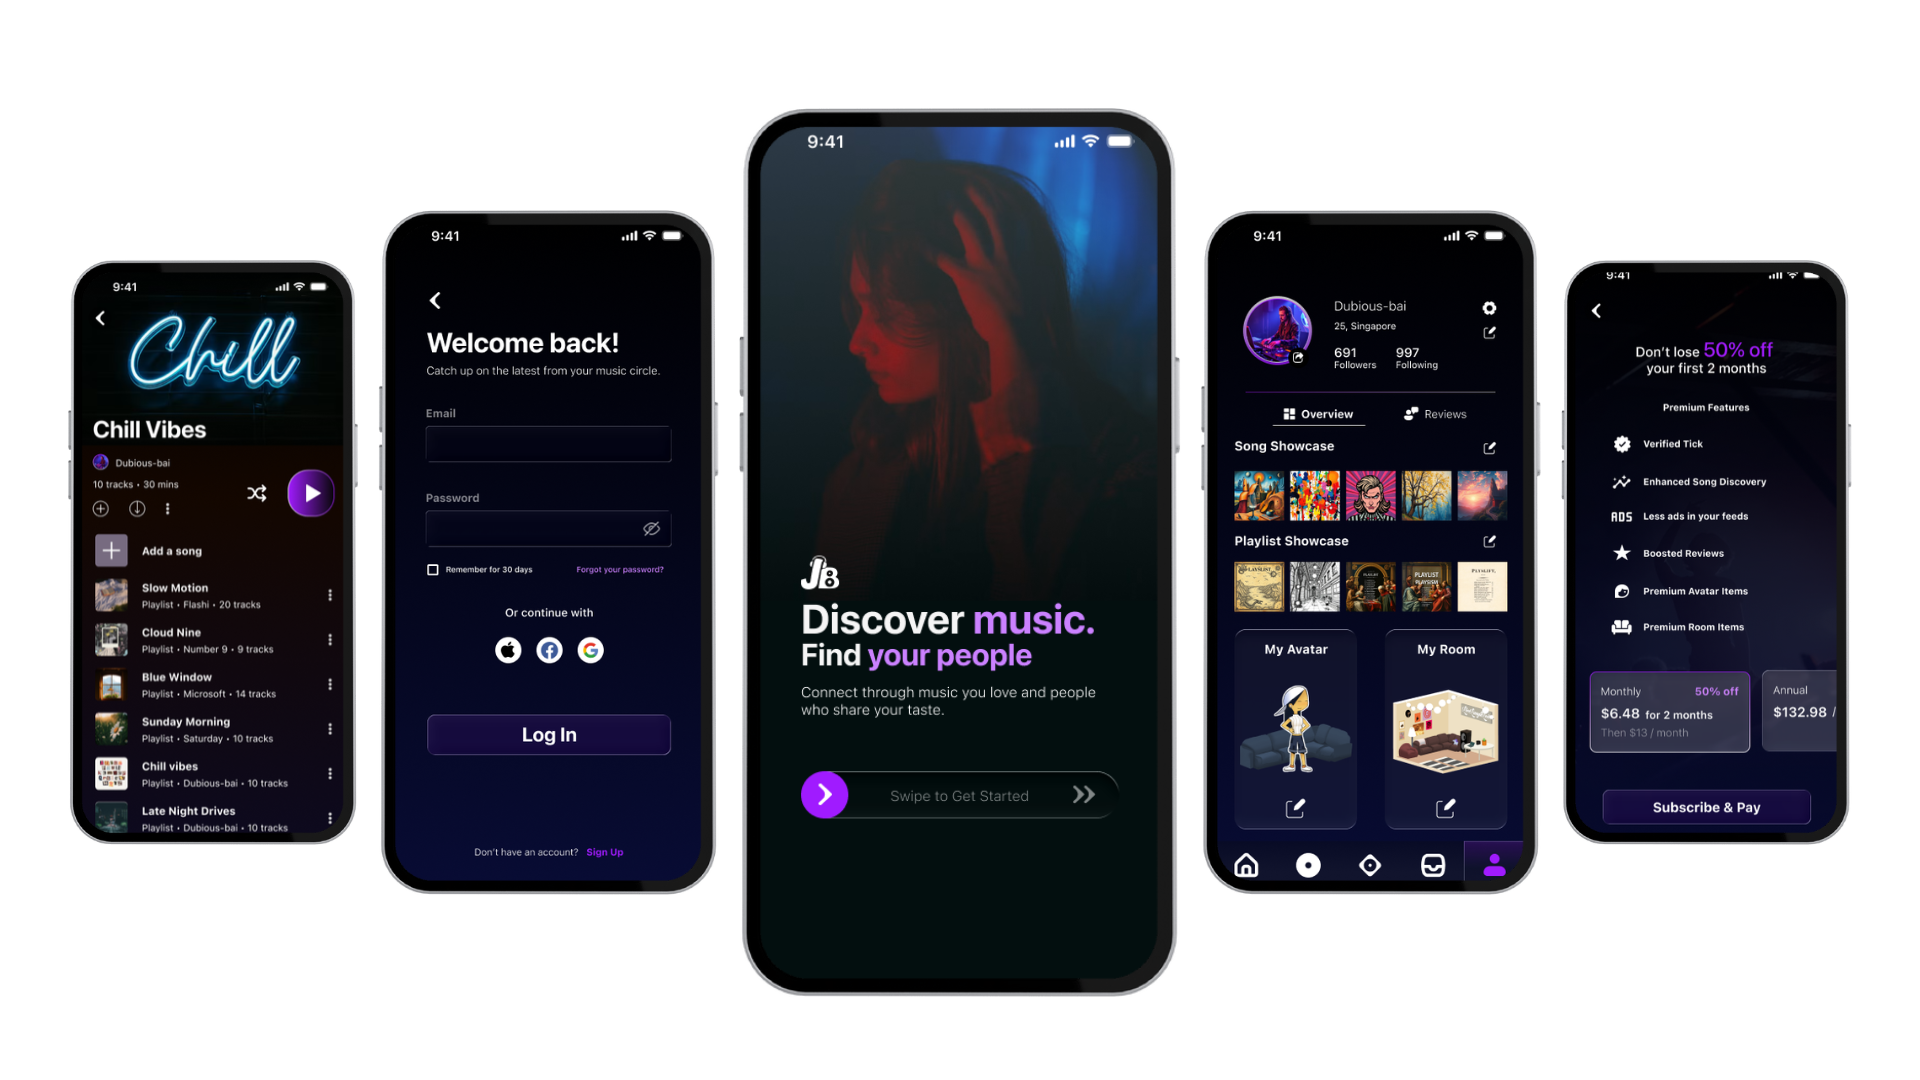 9:41
Chill
Chill Vibes
Dubious-bai
10 tracks • 30 mins
Add a song
Slow Motion
Playlist • Flashi • 20 tracks
Cloud Nine
Playlist • Number 9 • 9 tracks
Blue Window
Playlist • Microsoft • 14 tracks
Sunday Morning
Playlist • Saturday • 10 tracks
Chill vibes
Playlist • Dubious-bai • 10 tracks
Late Night Drives
Playlist • Dubious-bai • 10 tracks
9:41
Welcome back!
Catch up on the latest from your music circle.
Email
Password
Remember for 30 days
Forgot your password?
Or continue with
Log In
Don't have an account? Sign Up
9:41
JB
Discover music.
Find your people
Connect through music you love and people
who share your taste.
Swipe to Get Started
9:41
Dubious-bai
25, Singapore
691
Followers
997
Following
Overview
Reviews
Song Showcase
Playlist Showcase
My Avatar
My Room
9:41
Don't lose 50% off
your first 2 months
Premium Features
Verified Tick
Enhanced Song Discovery
ADS Less ads in your feeds
Boosted Reviews
Premium Avatar Items
Premium Room Items
Monthly 50% off
$6.48 for 2 months
Then $13 / month
Annual
$132.98 /
Subscribe & Pay